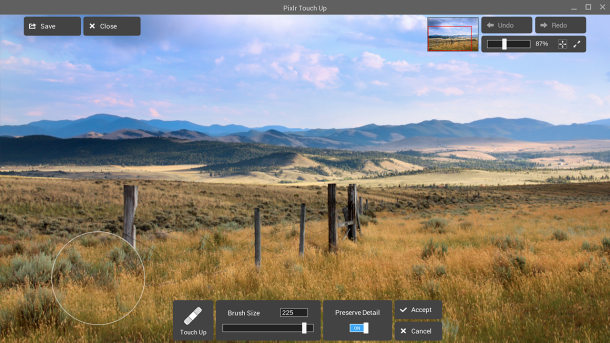 Pixlr Touch Up
Save
Close
Undo
Redo
87%
Touch Up
Brush Size
225
Preserve Detail
ON
Accept
Cancel